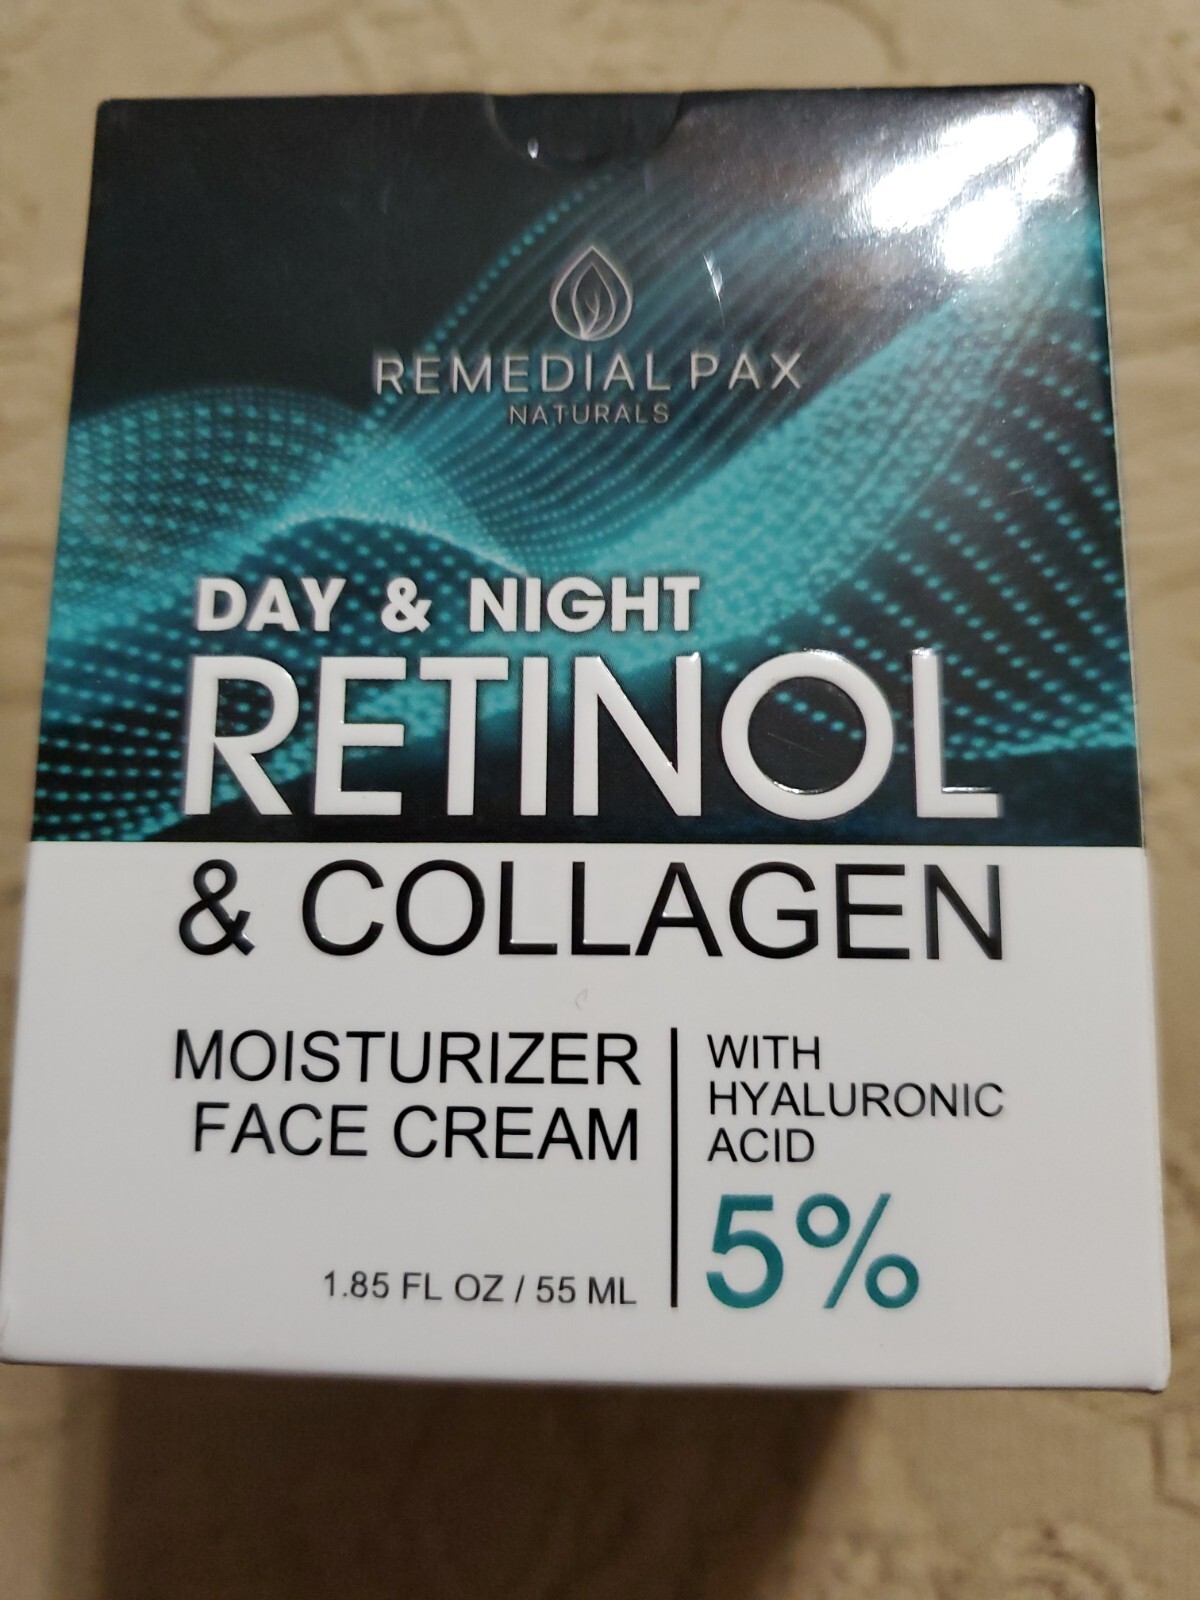 REMEDIAL PAX
NATURALS
DAY & NIGHT
RETINOL
& COLLAGEN
MOISTURIZER
FACE CREAM
1.85 FL OZ / 55 ML
WITH
HYALURONIC
ACID
5%